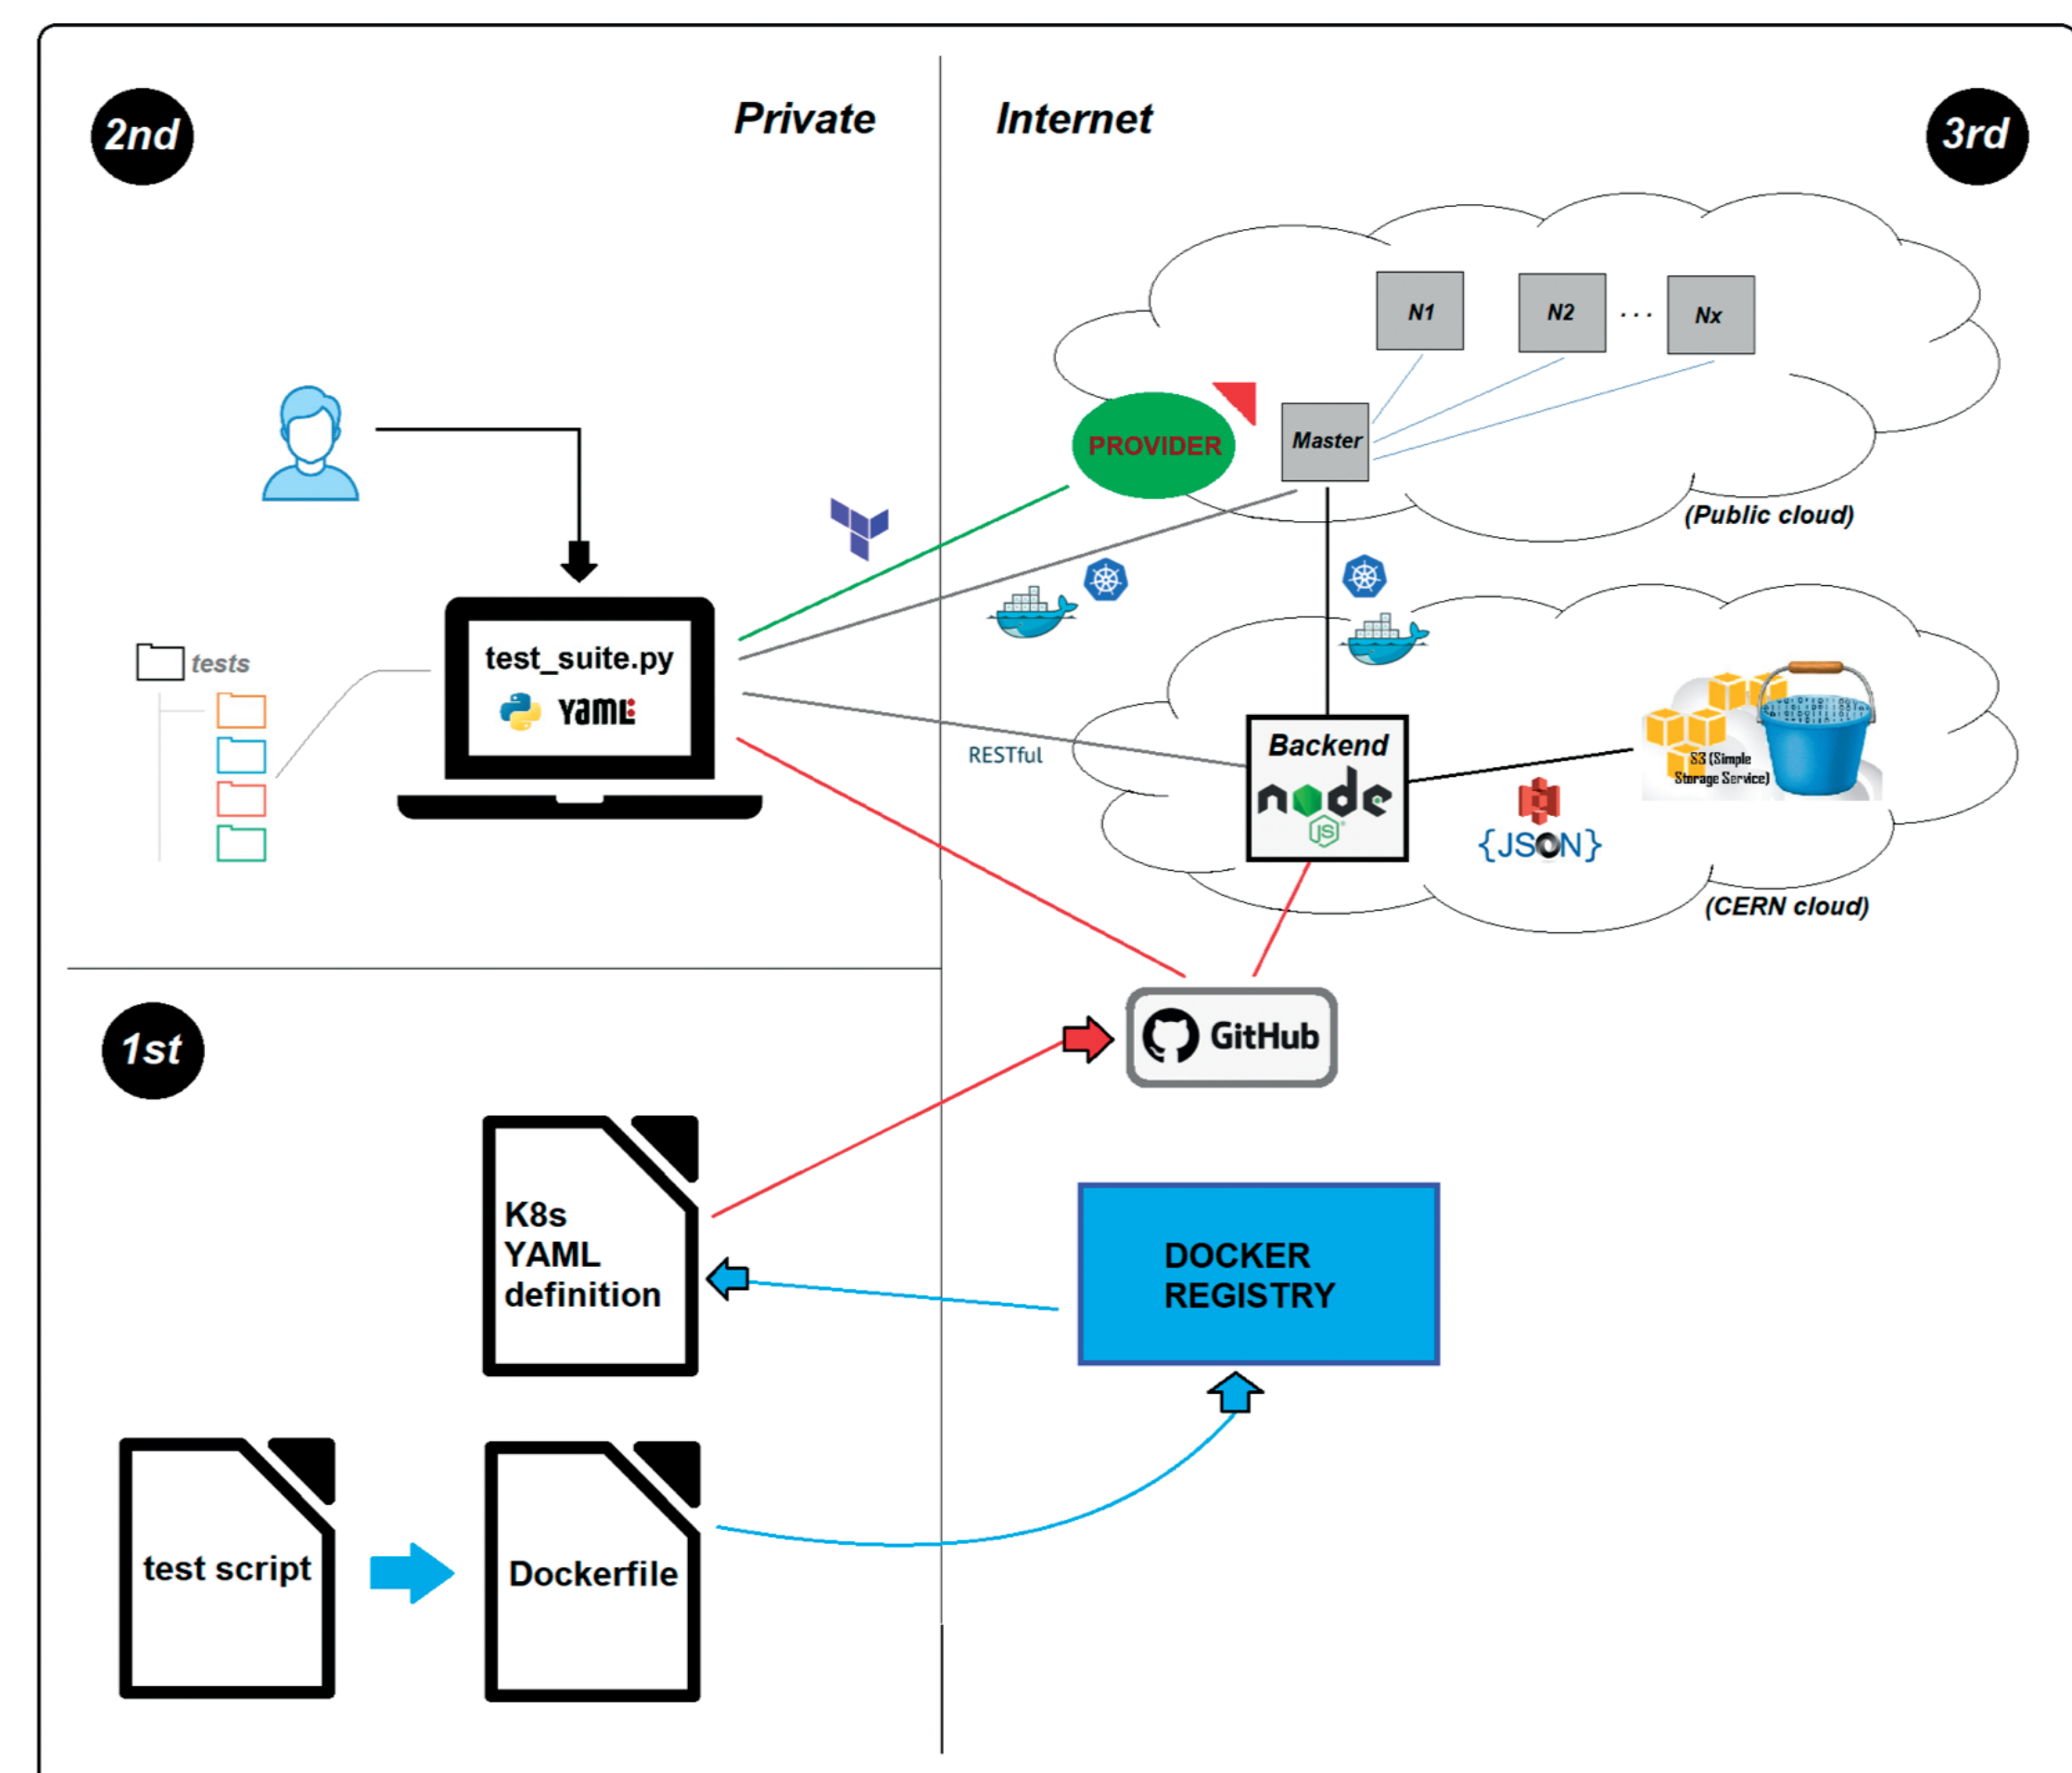 2nd
Private
Internet
3rd
N1
N2
...
Nx
PROVIDER
Master
(Public cloud)
test_suite.py
YAML
tests
RESTful
Backend
node
JS
S3 (Simple
Storage Service)
{JSON}
(CERN cloud)
1st
GitHub
K8s
YAML
definition
DOCKER
REGISTRY
test script
Dockerfile